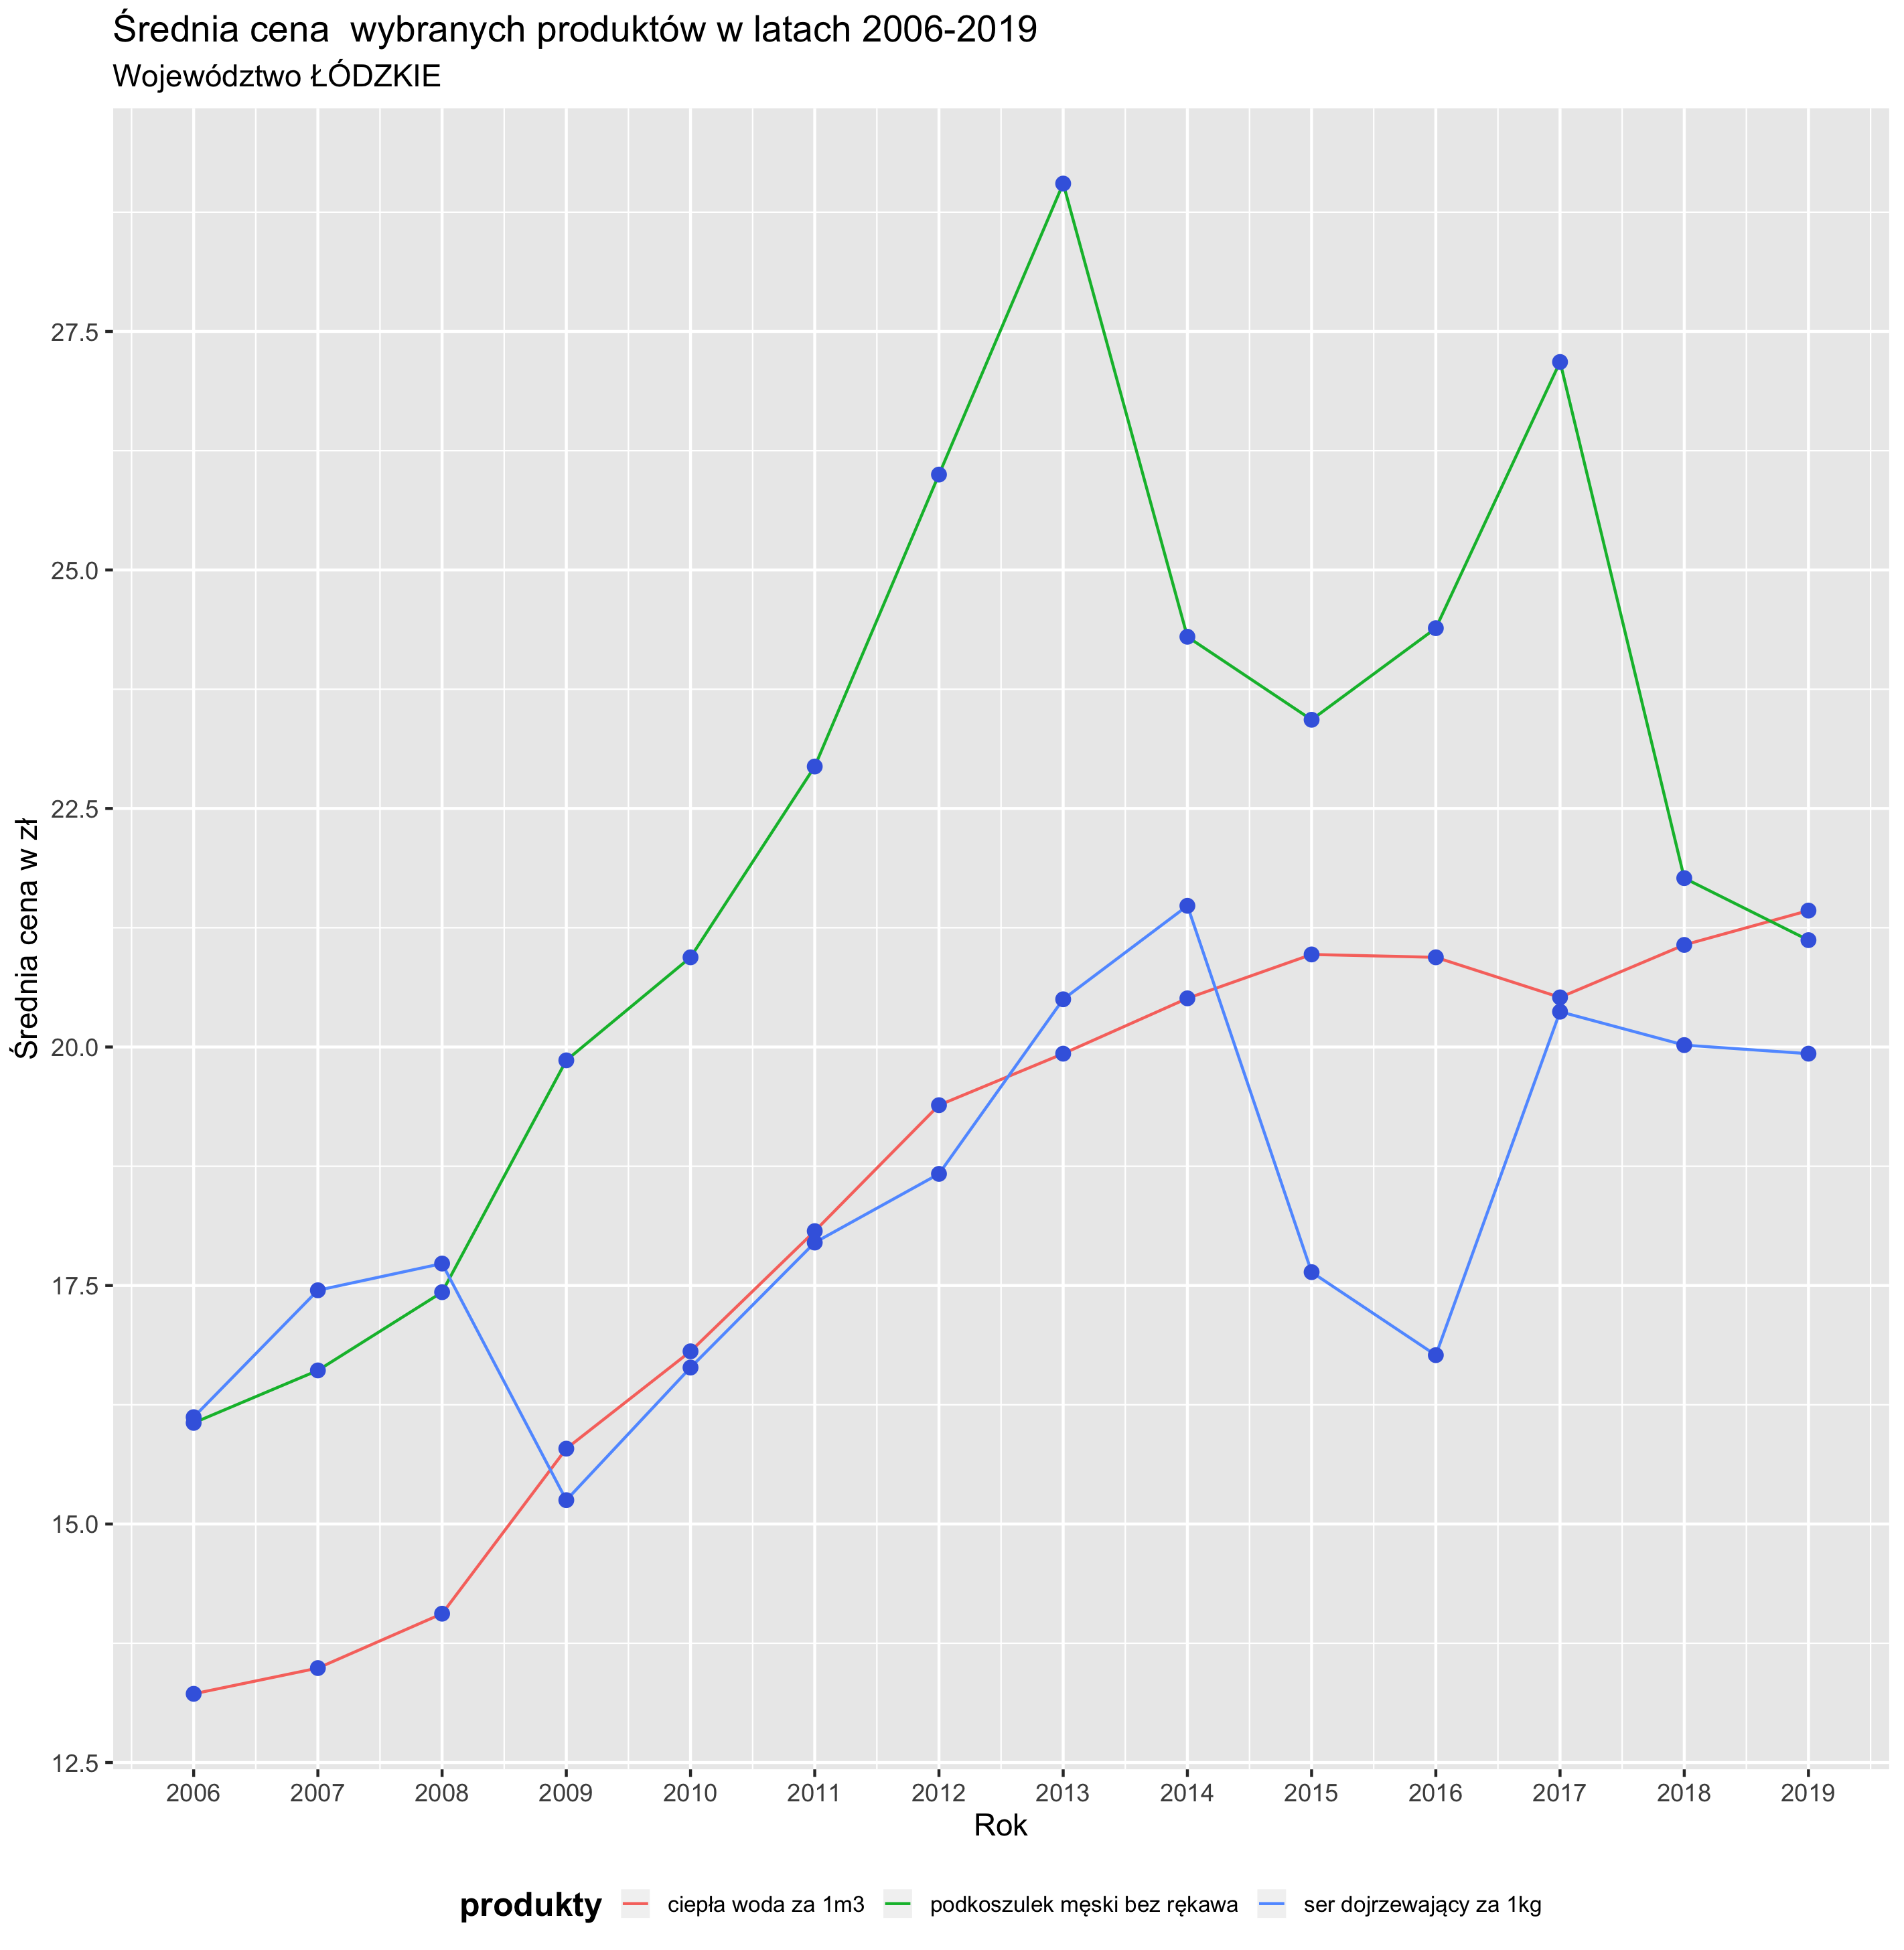 Średnia cena  wybranych produktów w latach 2006-2019
Województwo ŁÓDZKIE
Średnia cena w zł
27.5
25.0
22.5
20.0
17.5
15.0
12.5
2006 2007 2008 2009 2010 2011 2012 2013 2014 2015 2016 2017 2018 2019
Rok
produkty ciepła woda za 1m3 podkoszulek męski bez rękawa ser dojrzewający za 1kg